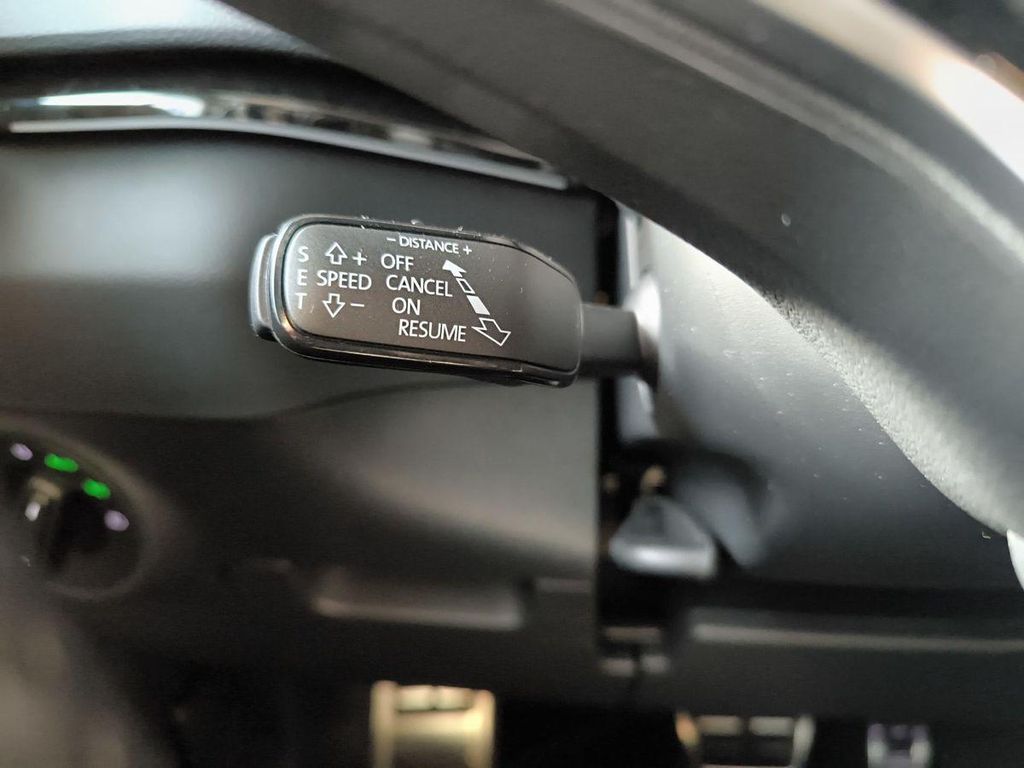 - DISTANCE +
S + OFF
E SPEED CANCEL
T - ON
RESUME